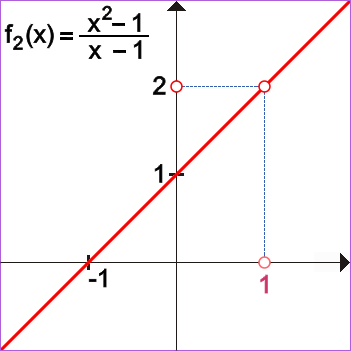 f₂(x) = x² − 1 / x − 1
2
1
-1
1